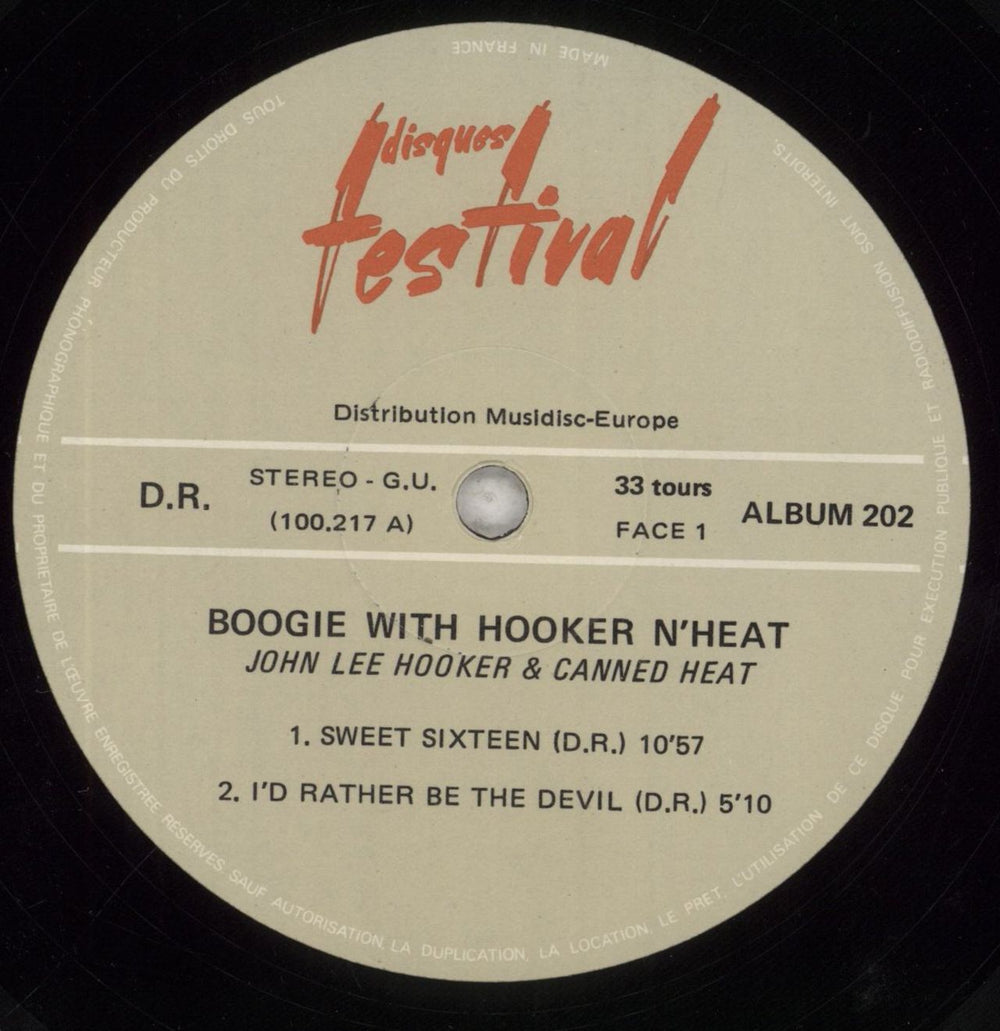 disques
festival
Distribution Musidisc-Europe
D.R.
STEREO - G.U.
(100.217 A)
33 tours
FACE 1
ALBUM 202
BOOGIE WITH HOOKER N'HEAT
JOHN LEE HOOKER & CANNED HEAT
1. SWEET SIXTEEN (D.R.) 10'57
2. I'D RATHER BE THE DEVIL (D.R.) 5'10
TOUS DROITS DU PRODUCTEUR PHONOGRAPHIQUE ET DU PROPRIETAIRE DE L'ŒUVRE ENREGISTREE RESERVES. SAUF AUTORISATION LA DUPLICATION, LA LOCATION, LE PRET, L'UTILISATION DE CE DISQUE POUR EXECUTION PUBLIQUE ET RADIODIFFUSION SONT INTERDITS
MADE IN FRANCE